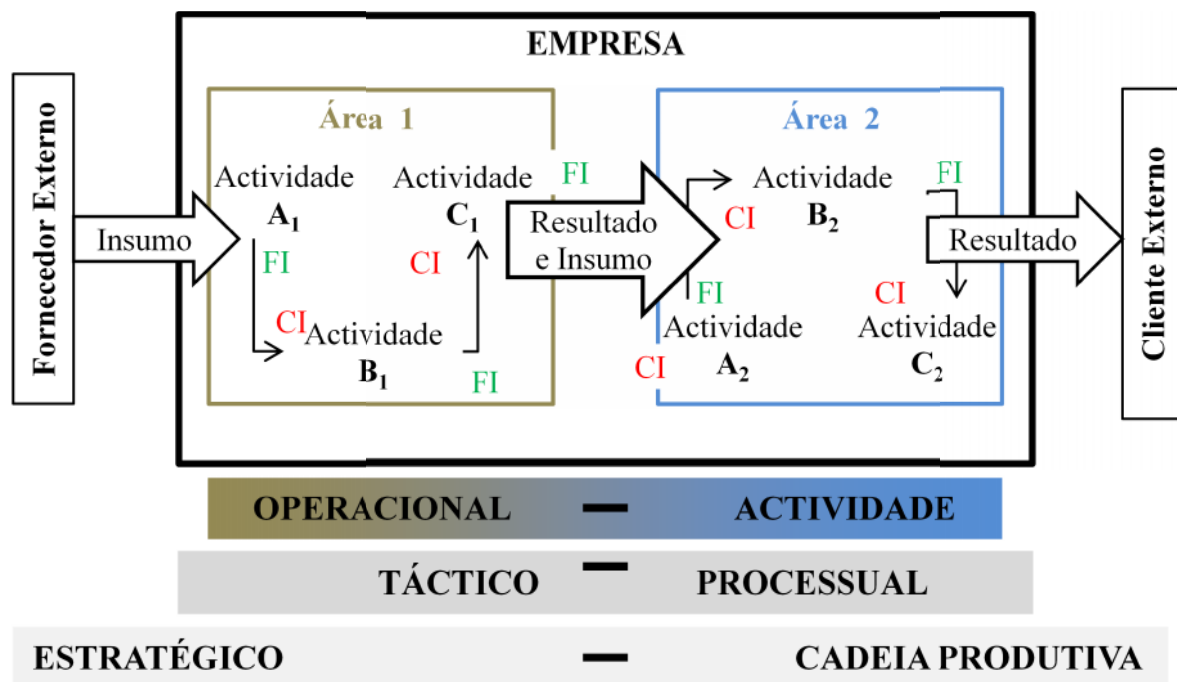 EMPRESA
Fornecedor Externo
Insumo
Área 1
Actividade
A₁
FI
CI
Actividade
B₁
FI
CI
Actividade
C₁
FI
Resultado
e Insumo
Área 2
CI
Actividade
A₂
FI
CI
Actividade
B₂
FI
CI
Actividade
C₂
Resultado
Cliente Externo
OPERACIONAL – ACTIVIDADE
TÁCTICO – PROCESSUAL
ESTRATÉGICO – CADEIA PRODUTIVA